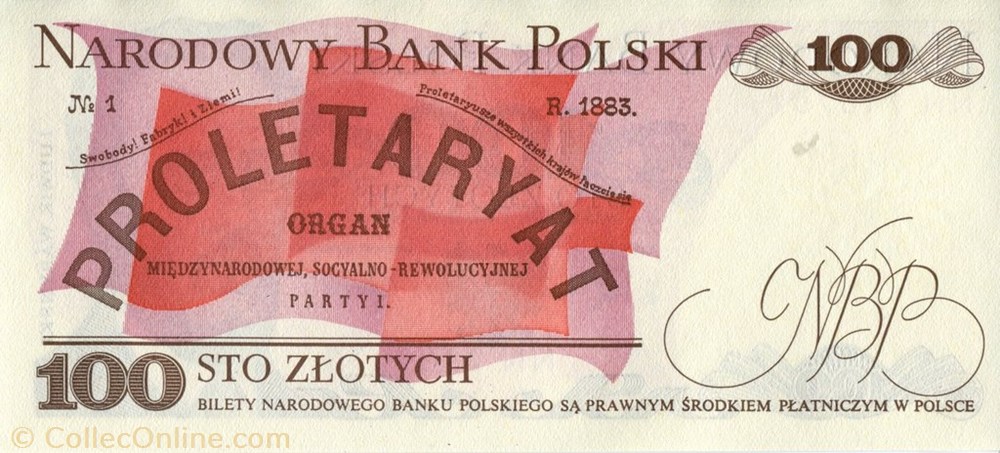 NARODOWY BANK POLSKI
100
№ 1
R. 1883.
Swobody! Fabryk! i Ziemi!
Proletaryusze wszystkich krajów łączcie się
PROLETARYAT
ORGAN
MIĘDZYNARODOWEJ, SOCYALNO-REWOLUCYJNEJ
PARTYI.
NBP
100 STO ZŁOTYCH
BILETY NARODOWEGO BANKU POLSKIEGO SĄ PRAWNYM ŚRODKIEM PŁATNICZYM W POLSCE
© CollecOnline.com